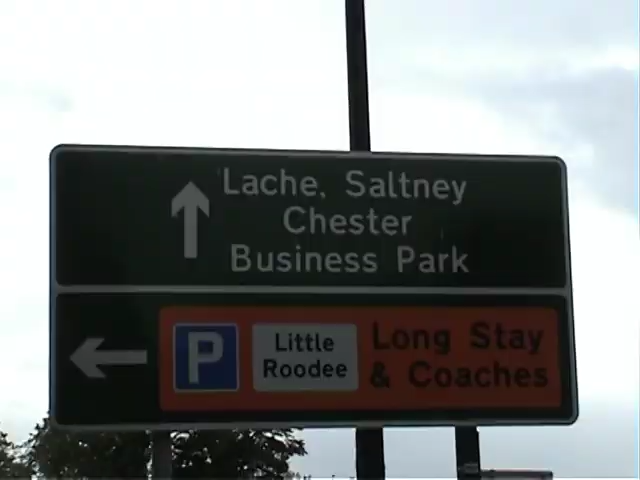 Lache, Saltney
Chester
Business Park
P
Little
Roodee
Long Stay
& Coaches